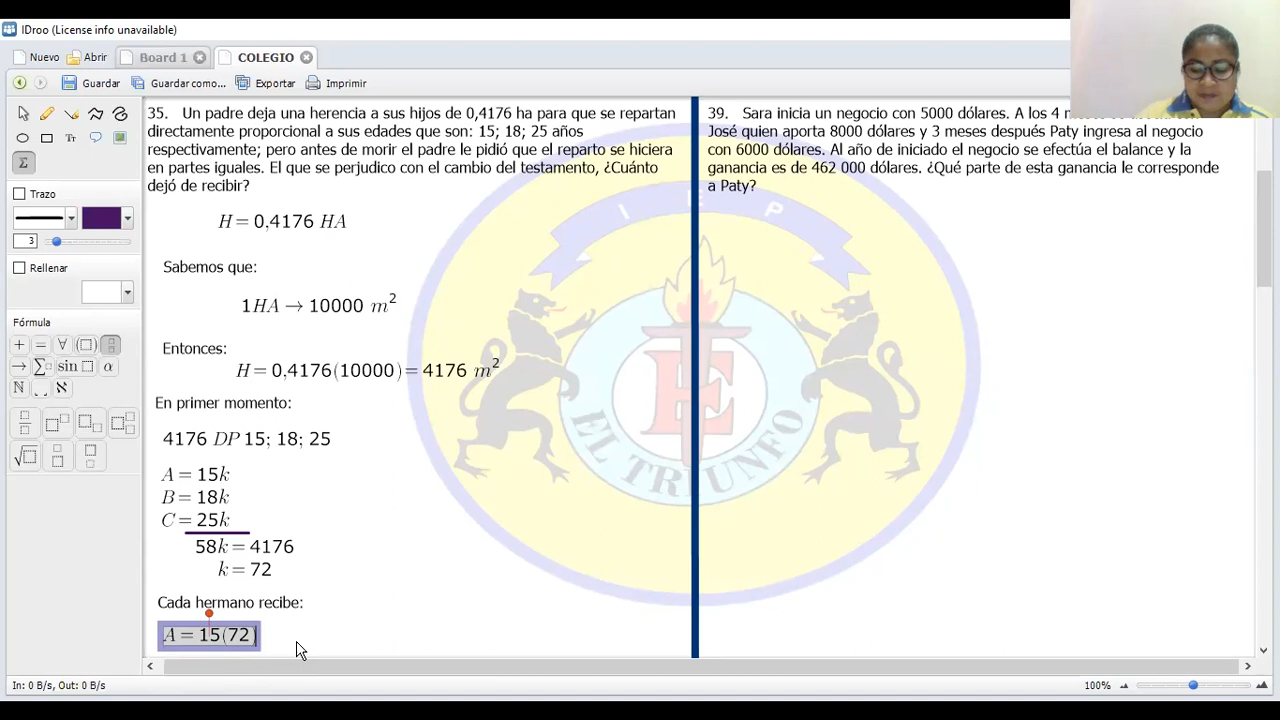 IDroo (License info unavailable)
Nuevo Abrir Board 1 COLEGIO
Guardar Guardar como... Exportar Imprimir
Trazo
3
Rellenar
Fórmula
35. Un padre deja una herencia a sus hijos de 0,4176 ha para que se repartan
directamente proporcional a sus edades que son: 15; 18; 25 años
respectivamente; pero antes de morir el padre le pidió que el reparto se hiciera
en partes iguales. El que se perjudico con el cambio del testamento, ¿Cuánto
dejó de recibir?
H = 0,4176 HA
Sabemos que:
1HA → 10000 m²
Entonces:
H = 0,4176(10000) = 4176 m²
En primer momento:
4176 DP 15; 18; 25
A = 15k
B = 18k
C = 25k
58k = 4176
k = 72
Cada hermano recibe:
A = 15(72)
39. Sara inicia un negocio con 5000 dólares. A los 4
José quien aporta 8000 dólares y 3 meses después Paty ingresa al negocio
con 6000 dólares. Al año de iniciado el negocio se efectúa el balance y la
ganancia es de 462 000 dólares. ¿Qué parte de esta ganancia le corresponde
a Paty?
I E P
EL TRIUNFO
In: 0 B/s, Out: 0 B/s
100%